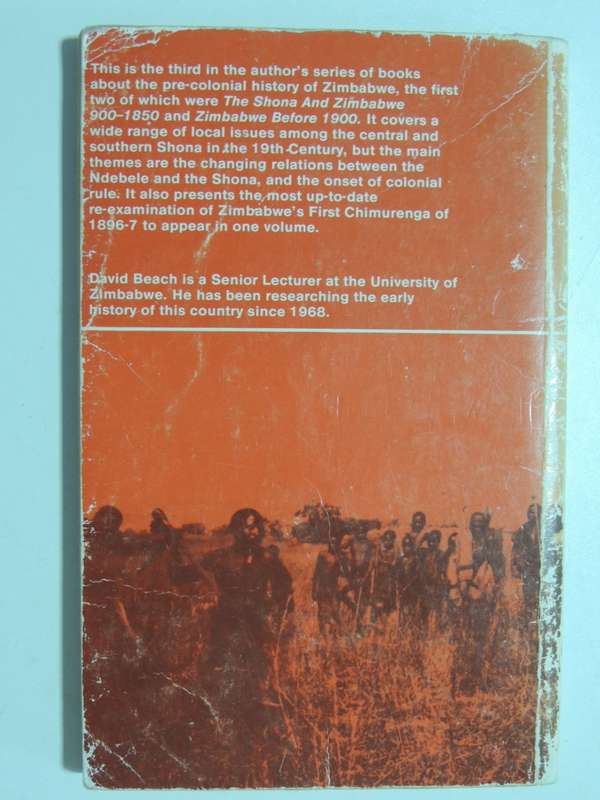 This is the third in the author's series of books
about the pre-colonial history of Zimbabwe, the first
two of which were The Shona And Zimbabwe
900–1850 and Zimbabwe Before 1900. It covers a
wide range of local issues among the central and
southern Shona in the 19th Century, but the main
themes are the changing relations between the
Ndebele and the Shona, and the onset of colonial
rule. It also presents the most up-to-date
re-examination of Zimbabwe's First Chimurenga of
1896-7 to appear in one volume.
David Beach is a Senior Lecturer at the University of
Zimbabwe. He has been researching the early
history of this country since 1968.